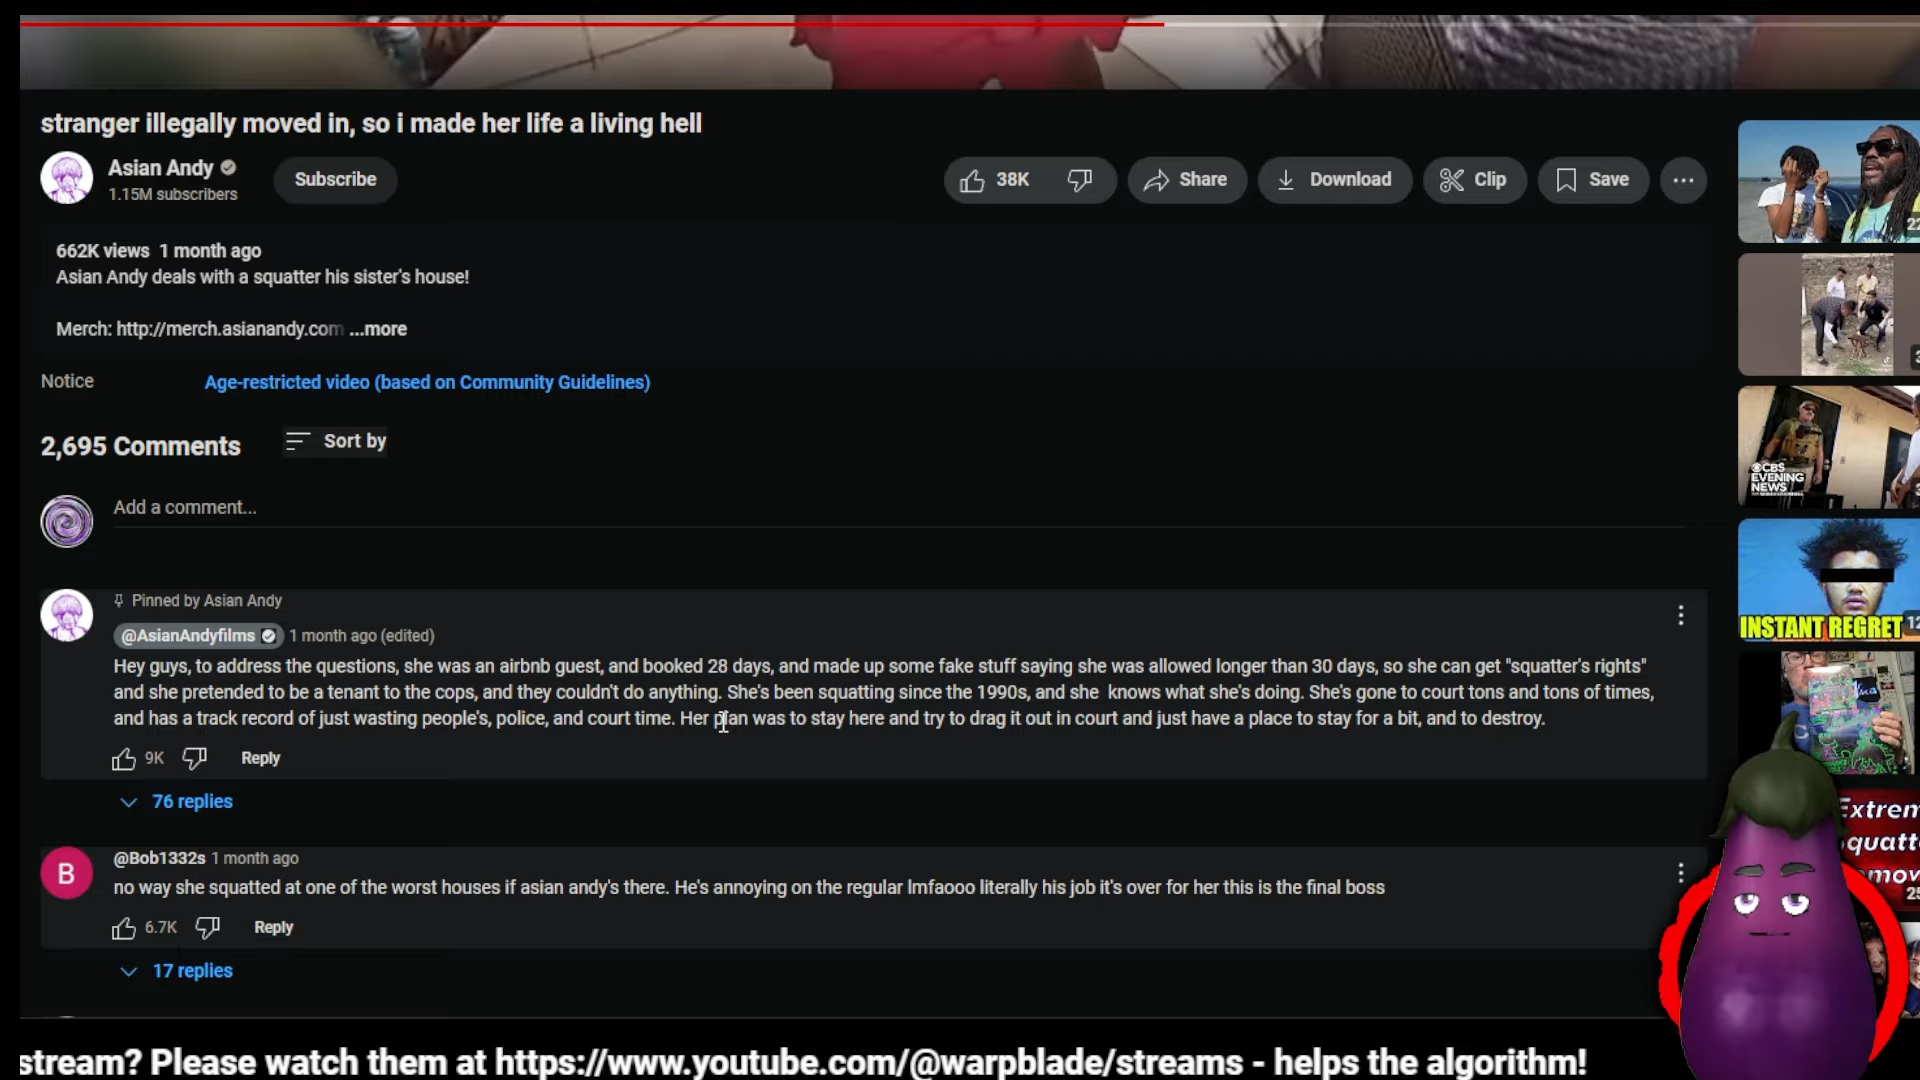 stranger illegally moved in, so i made her life a living hell
Asian Andy
1.15M subscribers
Subscribe
38K
Share
Download
Clip
Save
662K views 1 month ago
Asian Andy deals with a squatter his sister's house!
Merch: http://merch.asianandy.com ...more
Notice
Age-restricted video (based on Community Guidelines)
2,695 Comments
Sort by
Add a comment...
Pinned by Asian Andy
@AsianAndyfilms 1 month ago (edited)
Hey guys, to address the questions, she was an airbnb guest, and booked 28 days, and made up some fake stuff saying she was allowed longer than 30 days, so she can get "squatter's rights"
and she pretended to be a tenant to the cops, and they couldn't do anything. She's been squatting since the 1990s, and she knows what she's doing. She's gone to court tons and tons of times,
and has a track record of just wasting people's, police, and court time. Her plan was to stay here and try to drag it out in court and just have a place to stay for a bit, and to destroy.
9K
Reply
76 replies
B
@Bob1332s 1 month ago
no way she squatted at one of the worst houses if asian andy's there. He's annoying on the regular lmfaooo literally his job it's over for her this is the final boss
6.7K
Reply
17 replies
CBS
EVENING
NEWS
INSTANT REGRET
stream? Please watch them at https://www.youtube.com/@warpblade/streams - helps the algorithm!